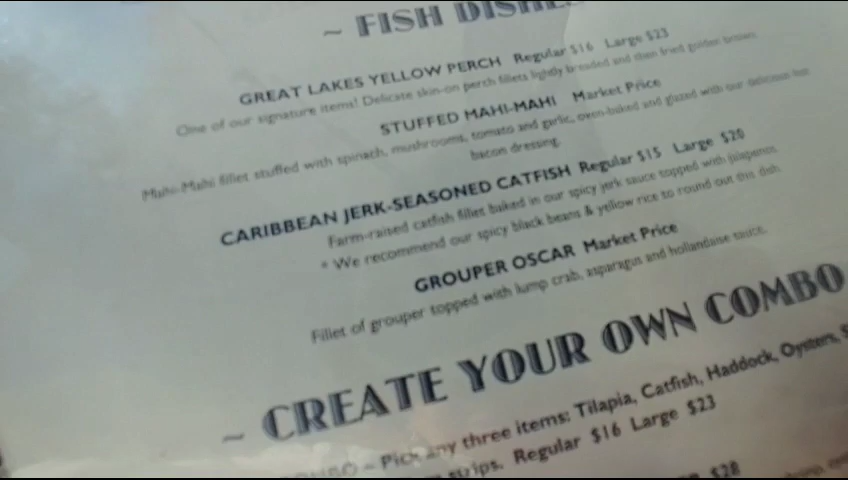 ~ FISH DISHES
GREAT LAKES YELLOW PERCH Regular $16 Large $23
One of our signature items! Delicate skin-on perch fillets lightly breaded and then fried golden brown.
STUFFED MAHI-MAHI Market Price
Mahi-Mahi fillet stuffed with spinach, mushrooms, tomato and garlic, oven-baked and glazed with our delicious hot
bacon dressing.
CARIBBEAN JERK-SEASONED CATFISH Regular $15 Large $20
Farm-raised catfish fillet baked in our spicy jerk sauce topped with jalapenos.
* We recommend our spicy black beans & yellow rice to round out this dish.
GROUPER OSCAR Market Price
Fillet of grouper topped with lump crab, asparagus and hollandaise sauce.
~ CREATE YOUR OWN COMBO
~ Pick any three items: Tilapia, Catfish, Haddock, Oysters, S
strips. Regular $16 Large $23
$28